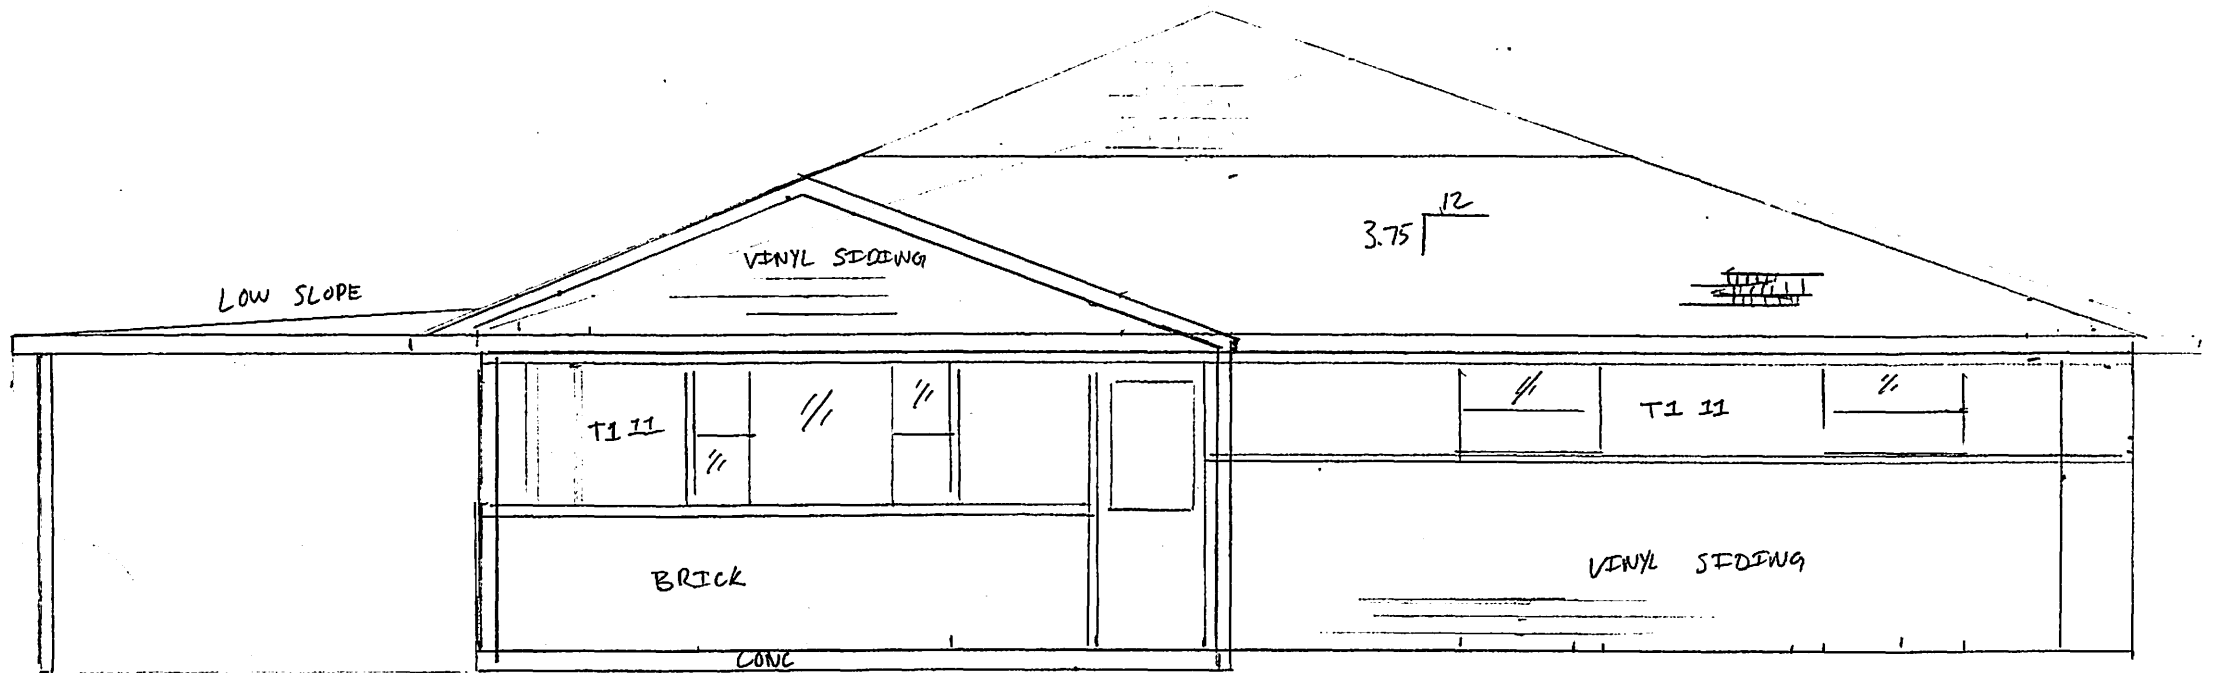 12
3.75
VINYL SIDING
LOW SLOPE
T1 11
T1 11
BRICK
VINYL SIDING
CONC